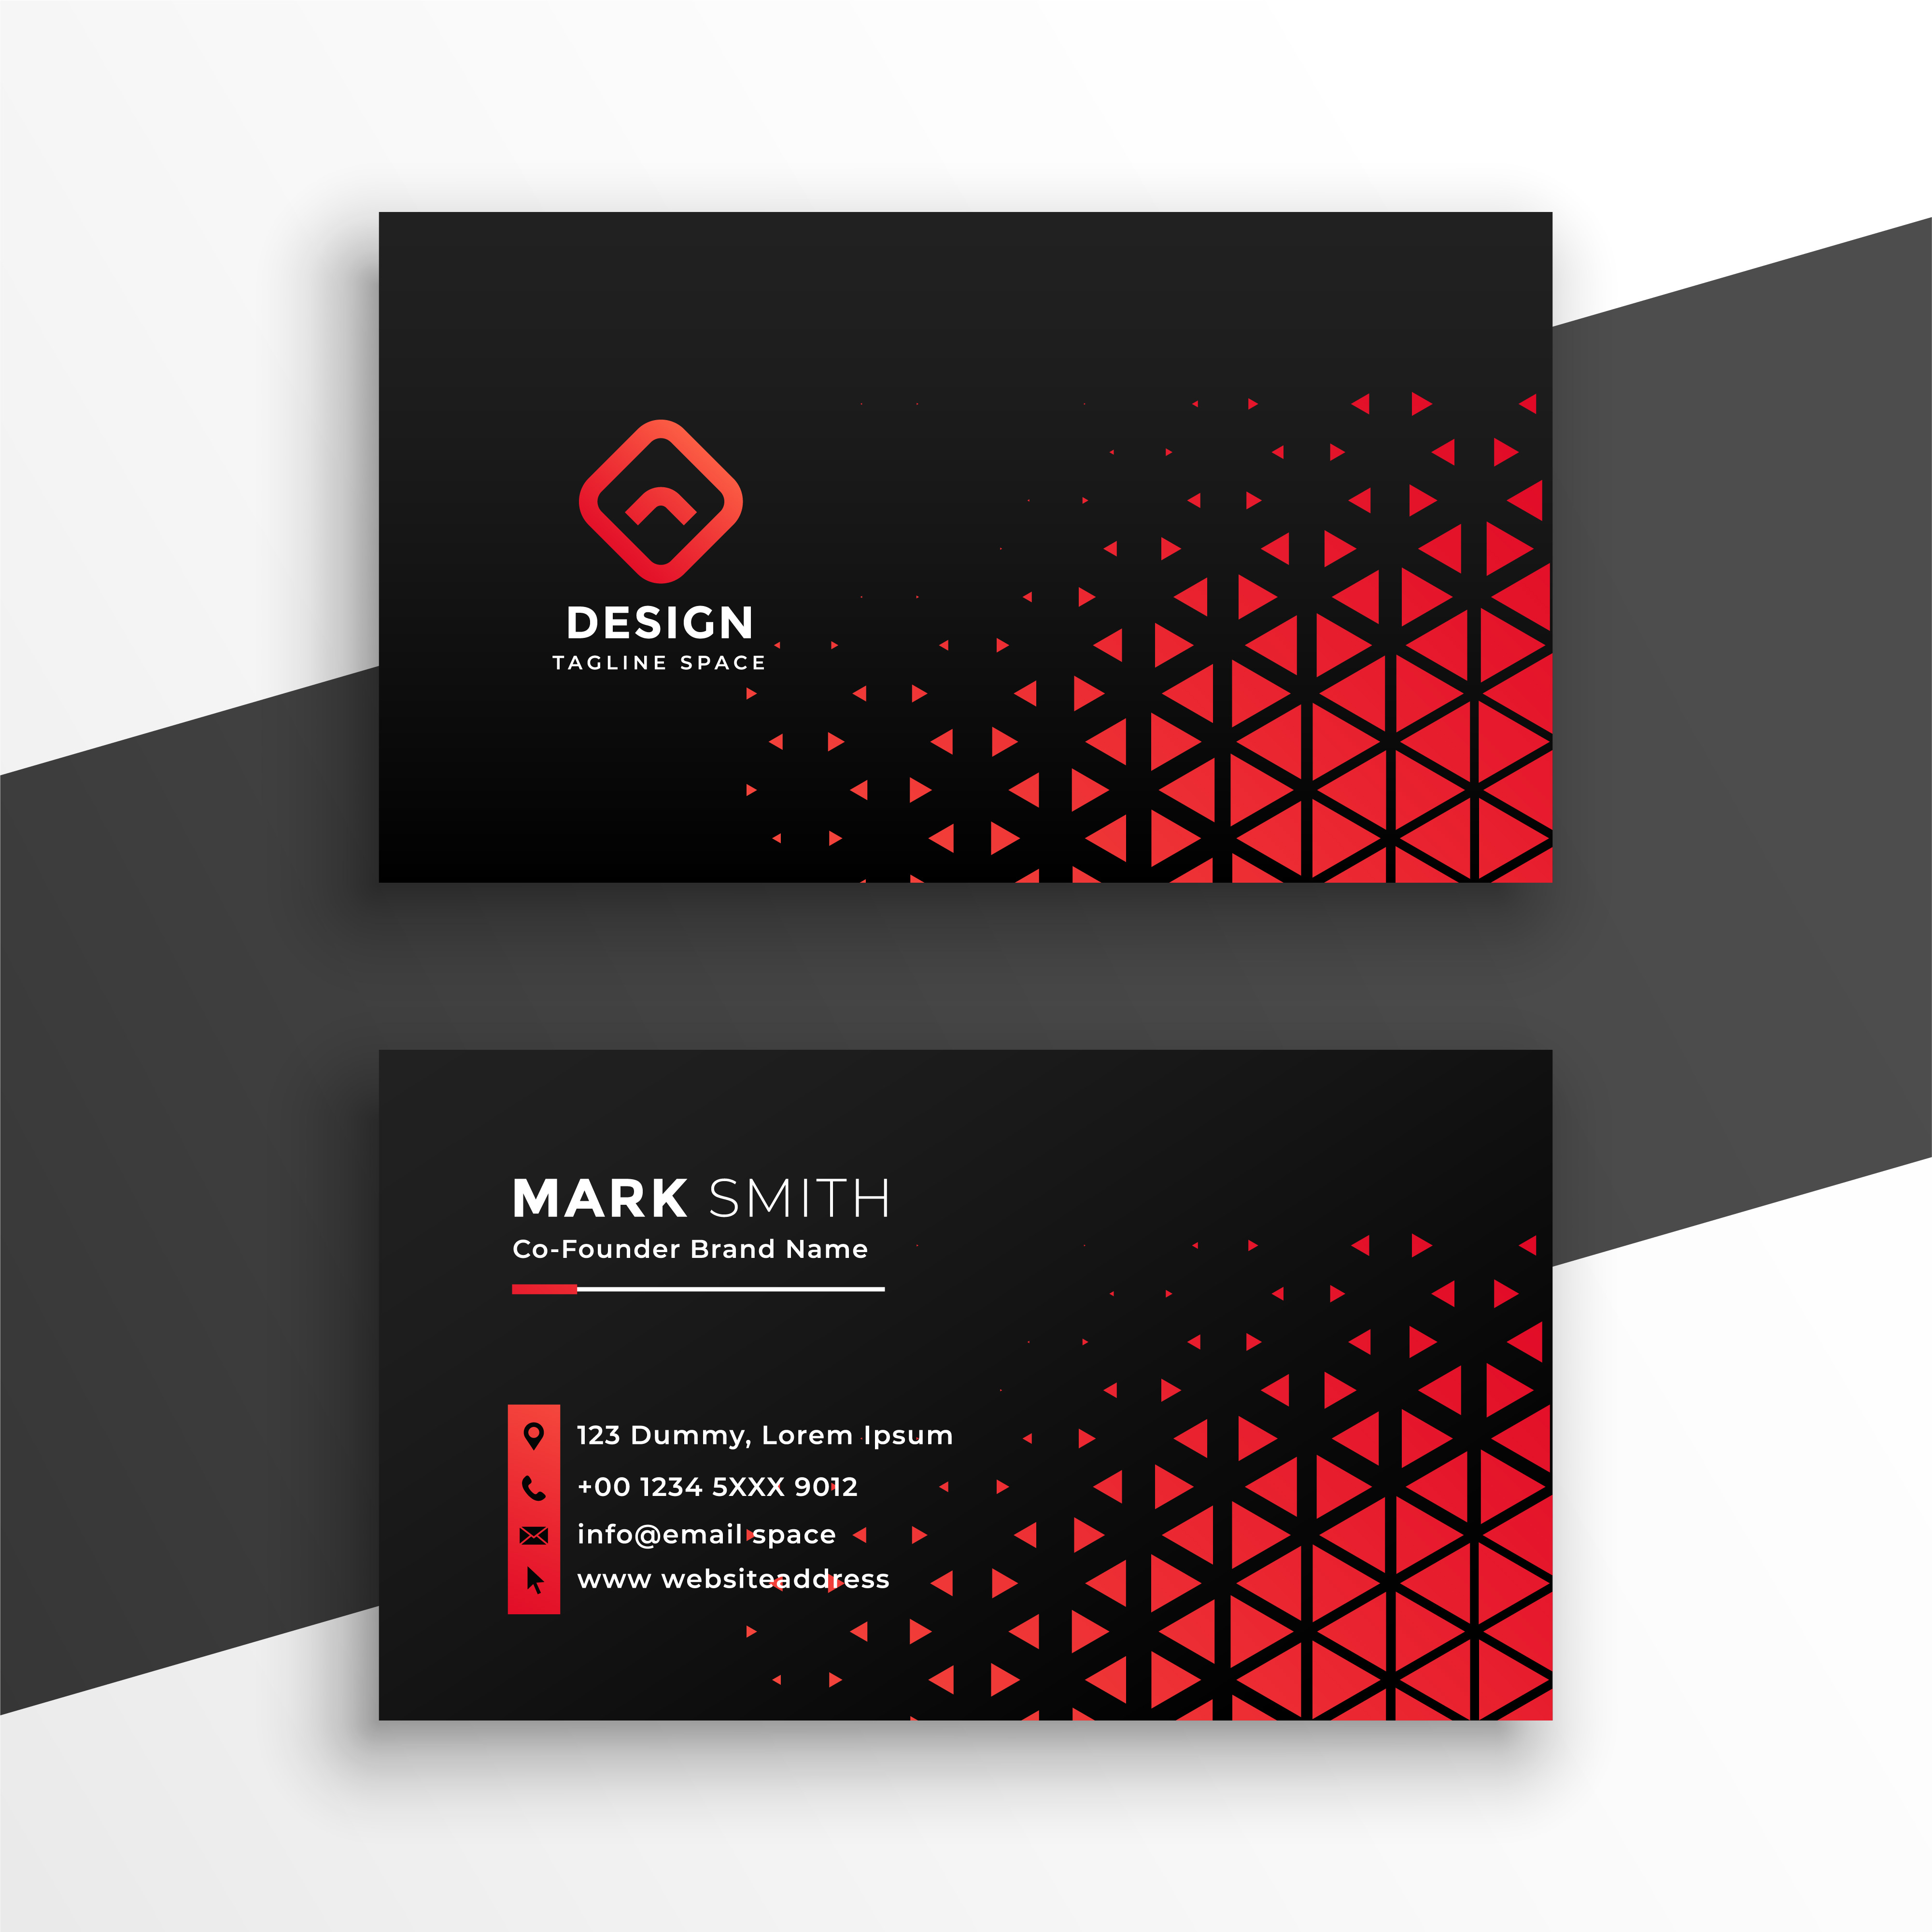 DESIGN
TAGLINE SPACE
MARK SMITH
Co-Founder Brand Name
123 Dummy, Lorem Ipsum
+00 1234 5XXX 9012
info@email space
www websiteaddress